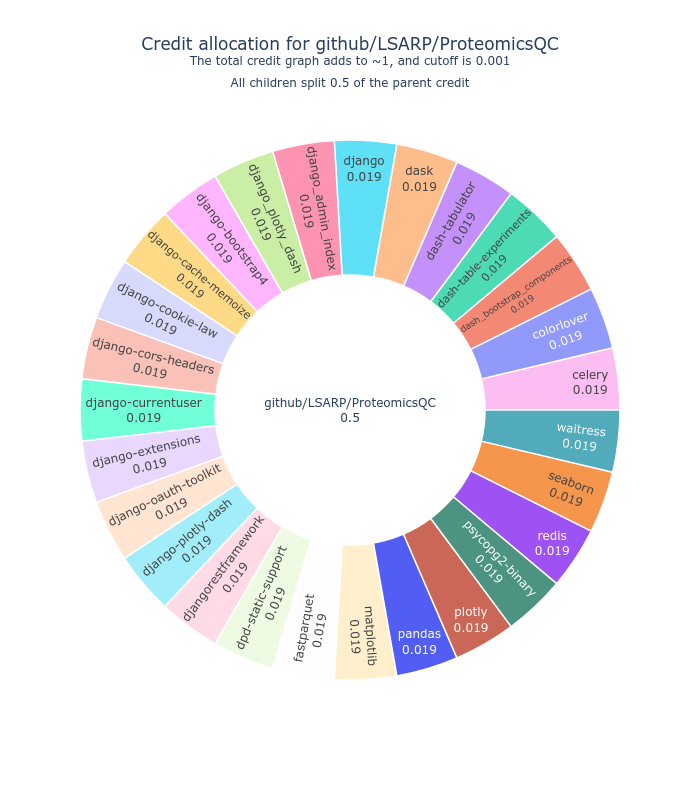 Credit allocation for github/LSARP/ProteomicsQC
The total credit graph adds to ~1, and cutoff is 0.001
All children split 0.5 of the parent credit
github/LSARP/ProteomicsQC
0.5
django
0.019
dask
0.019
dash-tabulator
0.019
dash-table-experiments
0.019
dash_bootstrap_components
0.019
colorlover
0.019
celery
0.019
waitress
0.019
seaborn
0.019
redis
0.019
psycopg2-binary
0.019
plotly
0.019
pandas
0.019
matplotlib
0.019
fastparquet
0.019
dpd-static-support
0.019
djangorestframework
0.019
django-plotly-dash
0.019
django-oauth-toolkit
0.019
django-extensions
0.019
django-currentuser
0.019
django-cors-headers
0.019
django-cookie-law
0.019
django-cache-memoize
0.019
django-bootstrap4
0.019
django_plotly_dash
0.019
django_admin_index
0.019